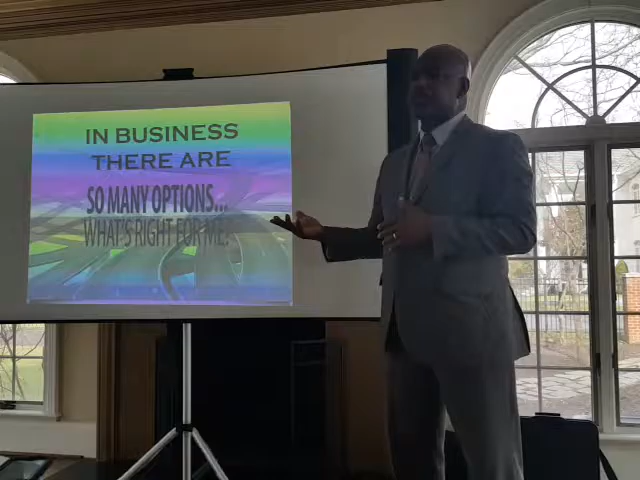 IN BUSINESS
THERE ARE
SO MANY OPTIONS...
WHAT'S RIGHT FOR ME?